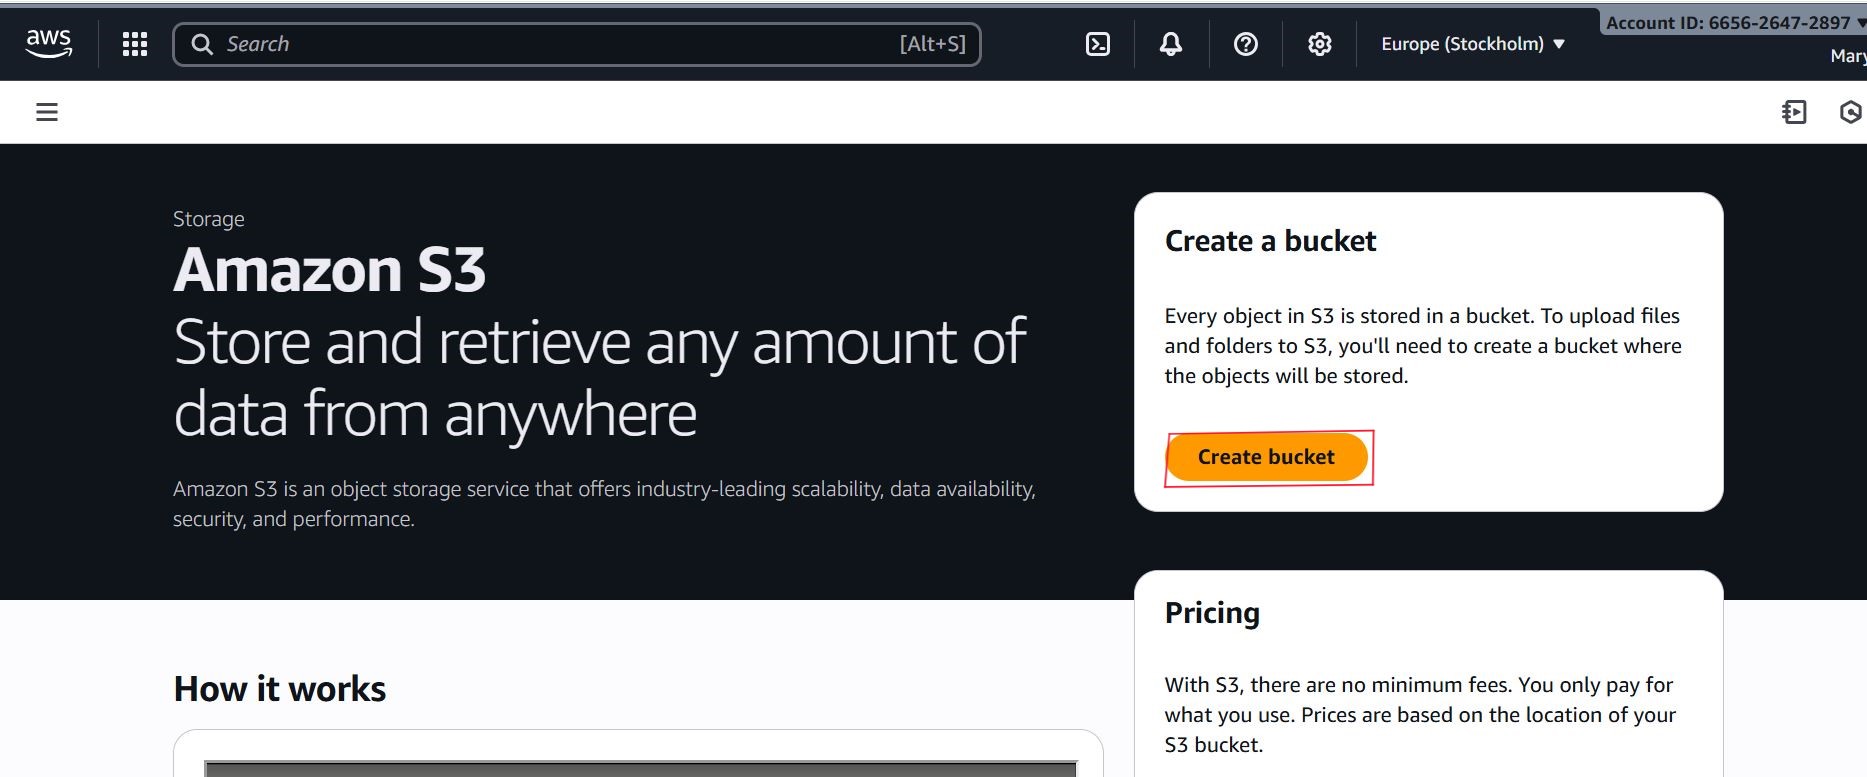 aws
Search
[Alt+S]
Europe (Stockholm)
Account ID: 6656-2647-2897
Mary
Storage
Amazon S3
Store and retrieve any amount of
data from anywhere
Amazon S3 is an object storage service that offers industry-leading scalability, data availability,
security, and performance.
Create a bucket
Every object in S3 is stored in a bucket. To upload files
and folders to S3, you'll need to create a bucket where
the objects will be stored.
Create bucket
How it works
Pricing
With S3, there are no minimum fees. You only pay for
what you use. Prices are based on the location of your
S3 bucket.